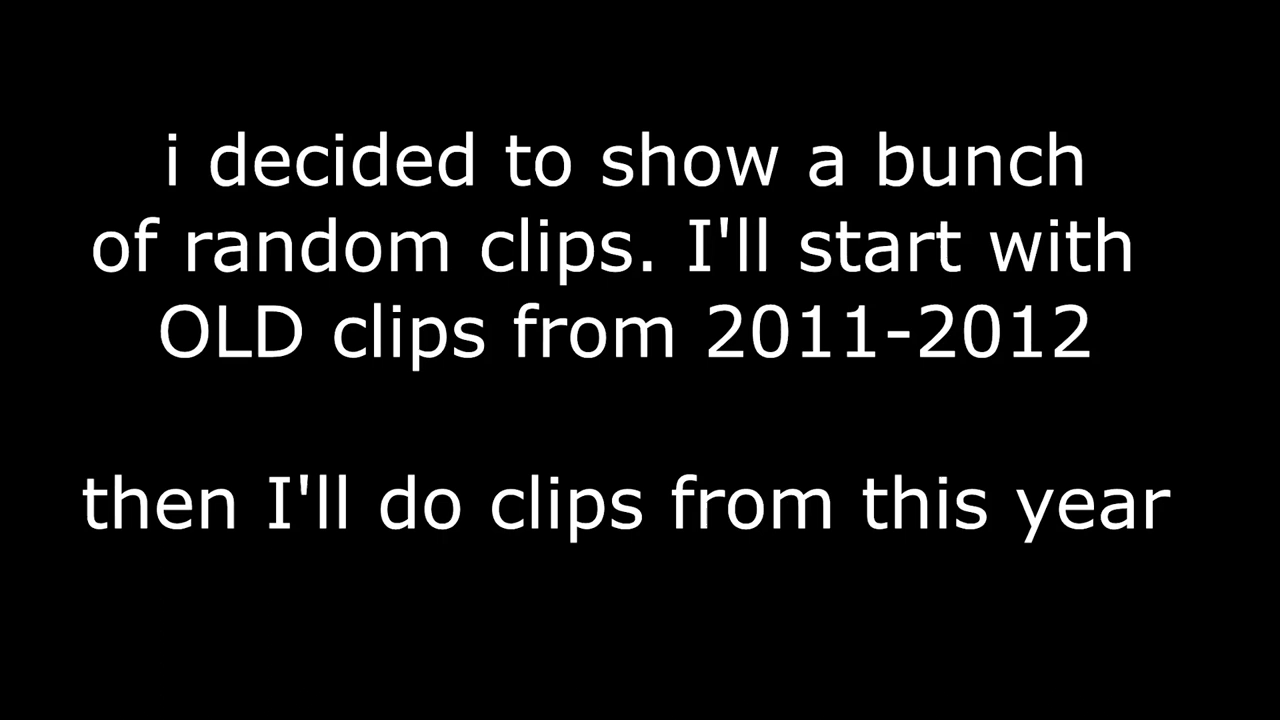 i decided to show a bunch
of random clips. I'll start with
OLD clips from 2011-2012
then I'll do clips from this year